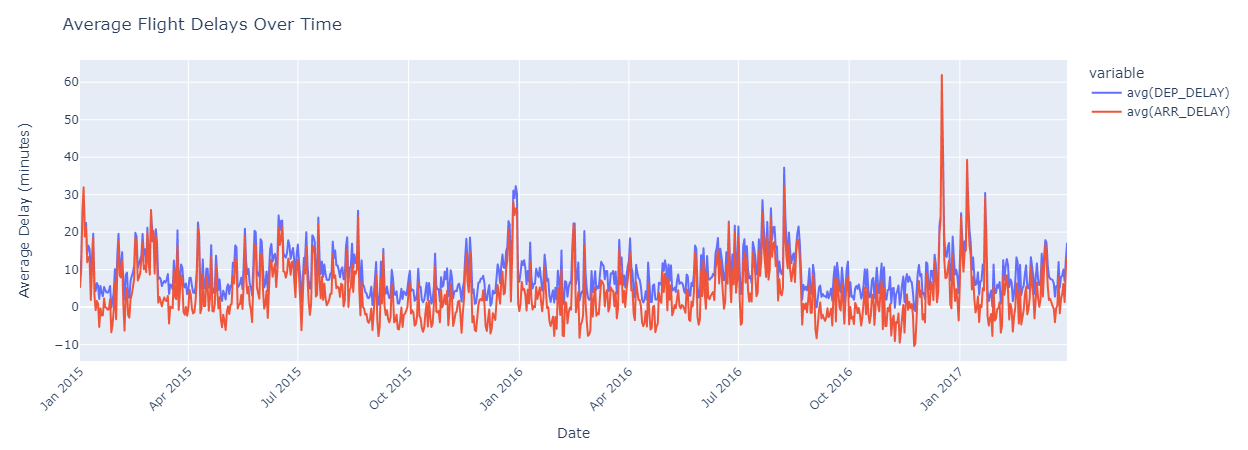 Average Flight Delays Over Time
variable
avg(DEP_DELAY)
avg(ARR_DELAY)
Average Delay (minutes)
60
50
40
30
20
10
0
−10
Jan 2015
Apr 2015
Jul 2015
Oct 2015
Jan 2016
Apr 2016
Jul 2016
Oct 2016
Jan 2017
Date